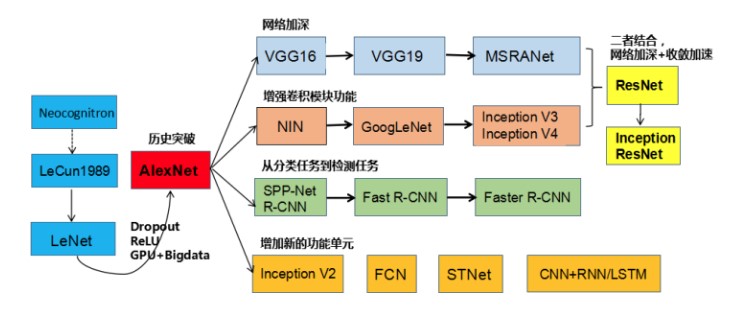 网络加深
VGG16
VGG19
MSRANet
二者结合，
网络加深+收敛加速
ResNet
Inception
ResNet
增强卷积模块功能
NIN
GoogLeNet
Inception V3
Inception V4
Neocognitron
LeCun1989
LeNet
历史突破
AlexNet
Dropout
ReLU
GPU+Bigdata
从分类任务到检测任务
SPP-Net
R-CNN
Fast R-CNN
Faster R-CNN
增加新的功能单元
Inception V2
FCN
STNet
CNN+RNN/LSTM